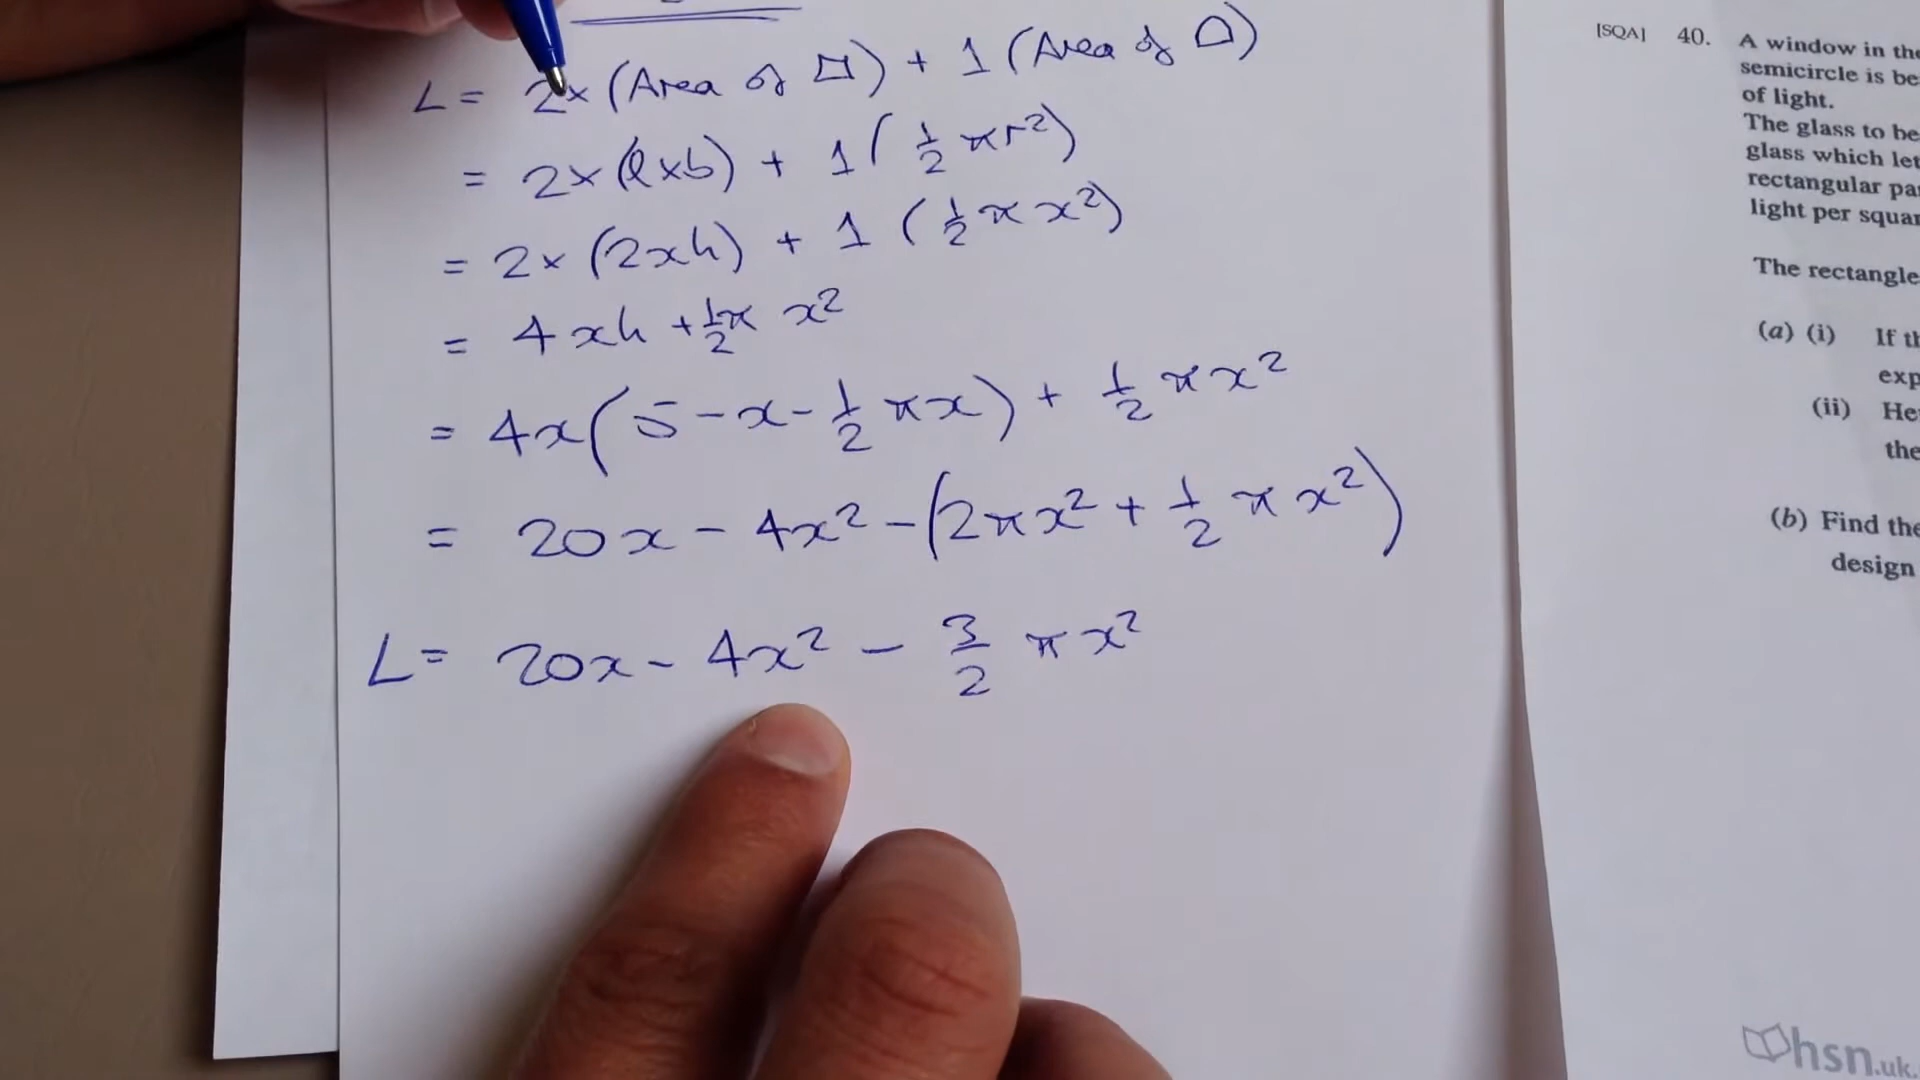 L = 2x (Area of □) + 1 (Area of D)
= 2x (lxb) + 1 ( 1/2 πr²)
= 2x (2xh) + 1 ( 1/2 π x²)
= 4xh + 1/2 π x²
= 4x( 5 - x - 1/2 πx) + 1/2 πx²
= 20x - 4x² - (2πx² + 1/2 π x²)
L = 20x - 4x² - 3/2 πx²
[SQA] 40. A window in the
semicircle is be
of light.
The glass to be
glass which let
rectangular pa
light per squar
The rectangle
(a) (i) If th
exp
(ii) He
the
(b) Find the
design
hsn.uk.